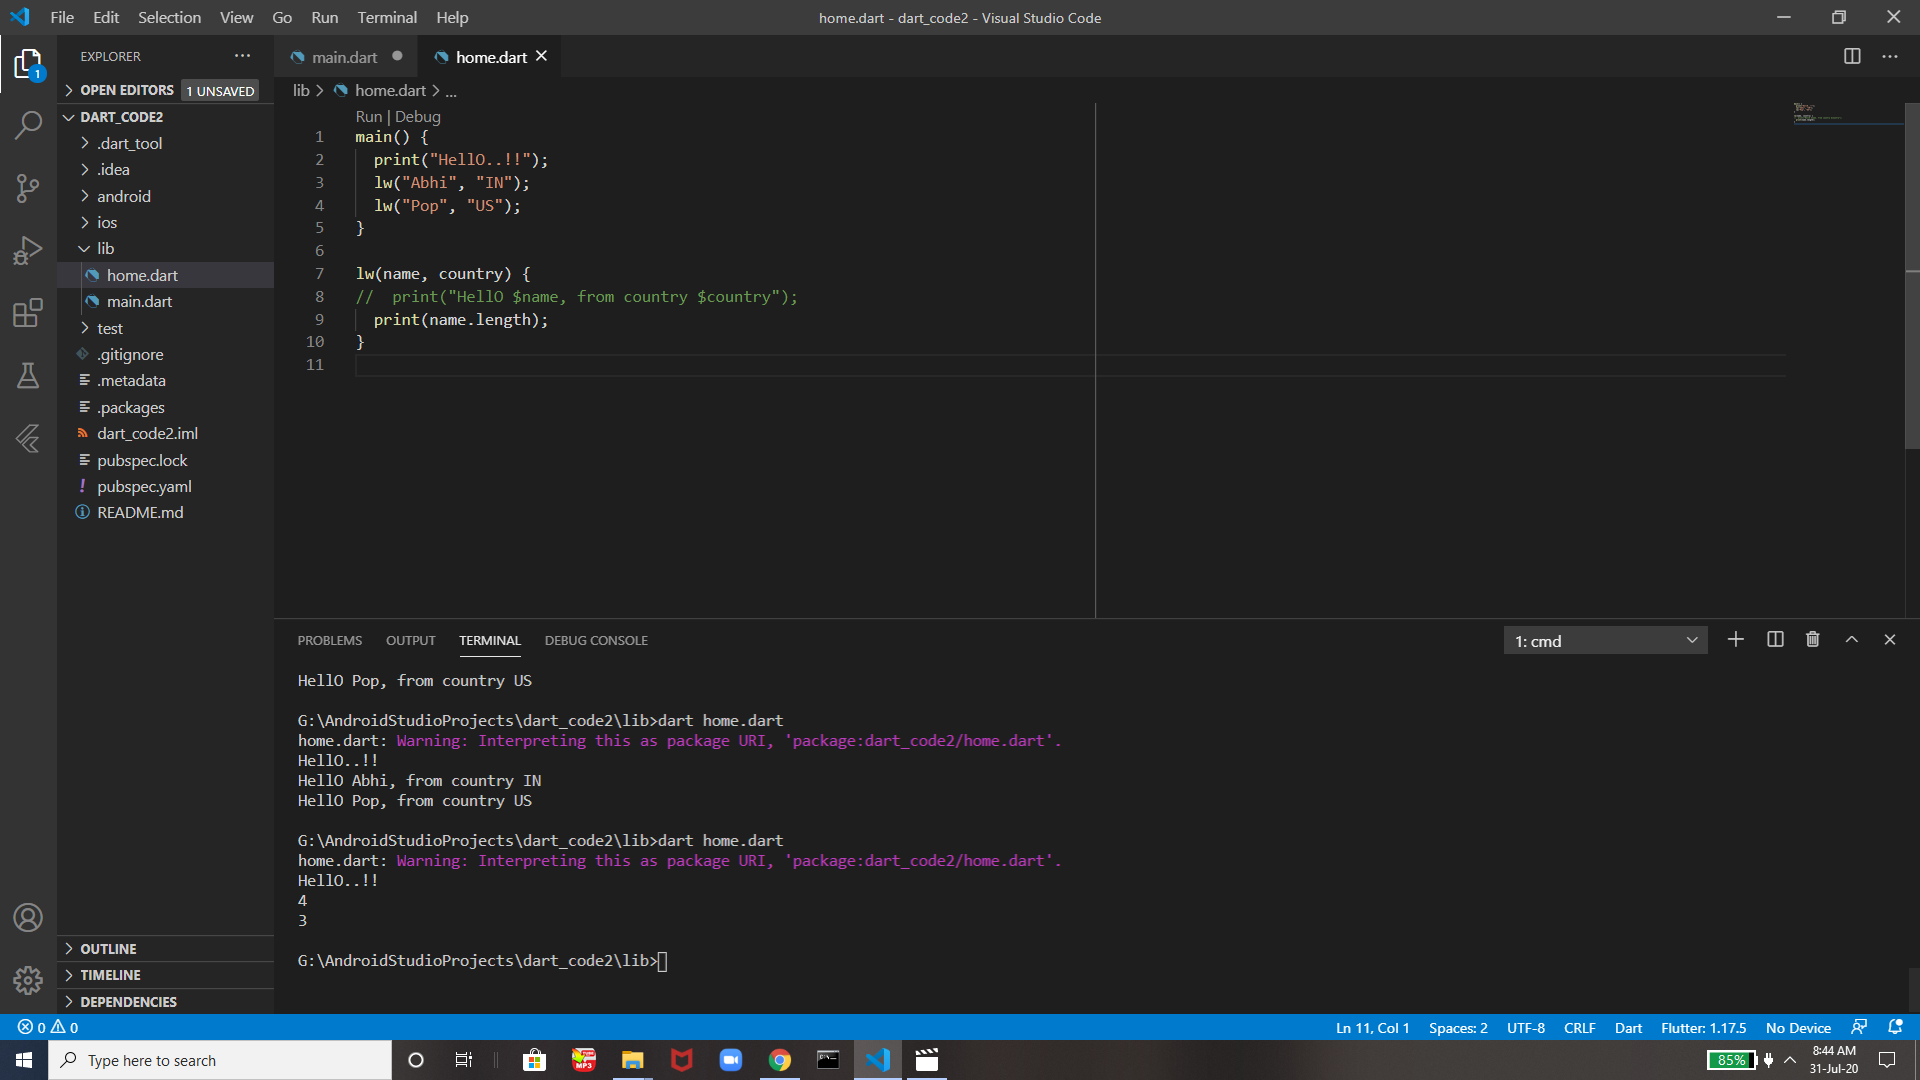 File Edit Selection View Go Run Terminal Help
home.dart - dart_code2 - Visual Studio Code
1
EXPLORER
OPEN EDITORS 1 UNSAVED
DART_CODE2
.dart_tool
.idea
android
ios
lib
home.dart
main.dart
test
.gitignore
.metadata
.packages
dart_code2.iml
pubspec.lock
! pubspec.yaml
README.md
OUTLINE
TIMELINE
DEPENDENCIES
main.dart home.dart
lib > home.dart > ...
Run | Debug
1 main() {
2 print("HellO..!!");
3 lw("Abhi", "IN");
4 lw("Pop", "US");
5 }
6
7 lw(name, country) {
8 //  print("HellO $name, from country $country");
9 print(name.length);
10 }
11
PROBLEMS OUTPUT TERMINAL DEBUG CONSOLE
1: cmd
HellO Pop, from country US
G:\AndroidStudioProjects\dart_code2\lib>dart home.dart
home.dart: Warning: Interpreting this as package URI, 'package:dart_code2/home.dart'.
HellO..!!
HellO Abhi, from country IN
HellO Pop, from country US
G:\AndroidStudioProjects\dart_code2\lib>dart home.dart
home.dart: Warning: Interpreting this as package URI, 'package:dart_code2/home.dart'.
HellO..!!
4
3
G:\AndroidStudioProjects\dart_code2\lib>
0 0
Ln 11, Col 1 Spaces: 2 UTF-8 CRLF Dart Flutter: 1.17.5 No Device
Type here to search
MP3
85%
8:44 AM
31-Jul-20